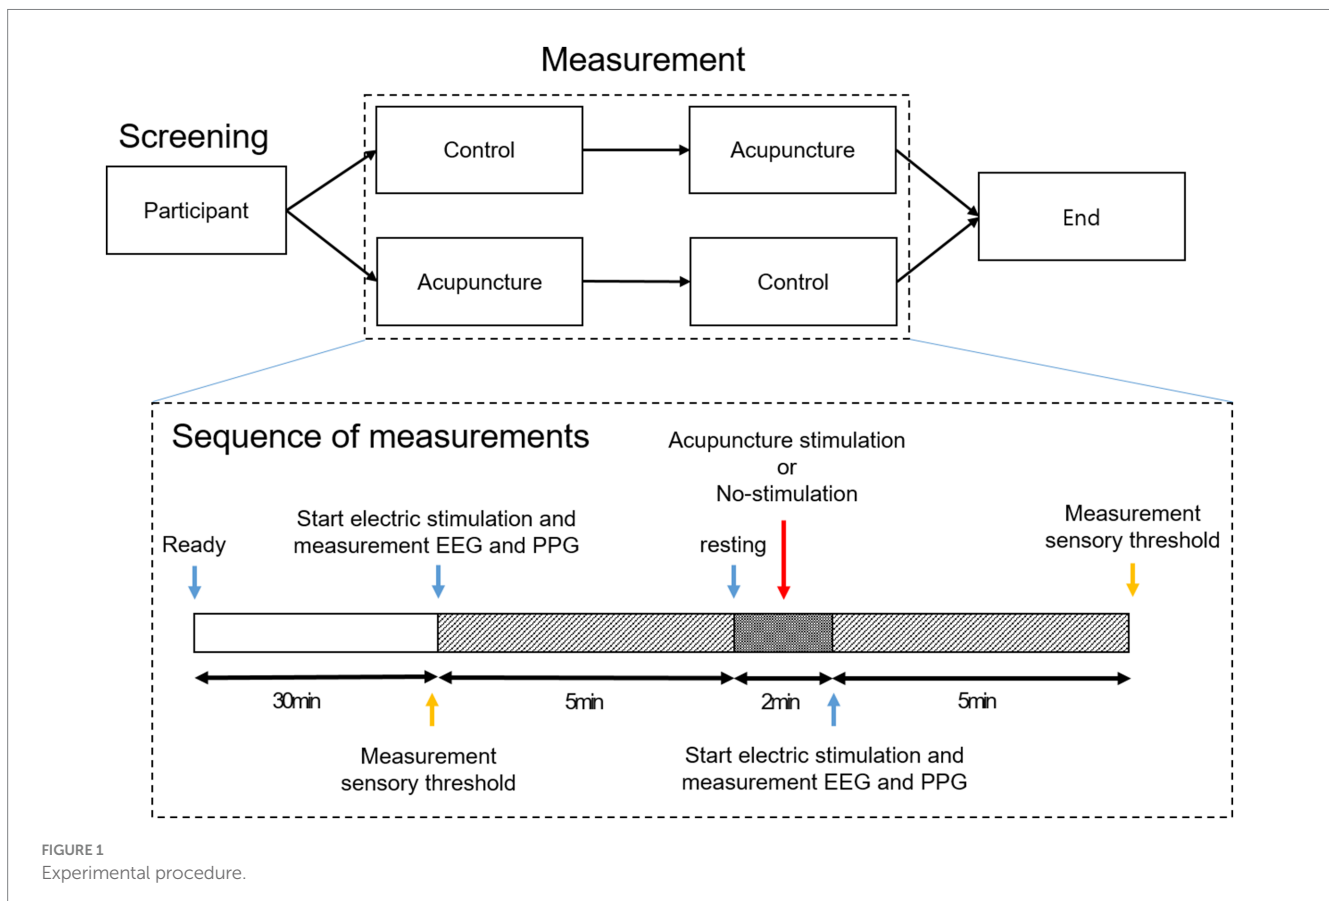 Measurement
Screening
Control
Acupuncture
Participant
End
Acupuncture
Control
Sequence of measurements
Acupuncture stimulation
or
No-stimulation
Ready
Start electric stimulation and
measurement EEG and PPG
resting
Measurement
sensory threshold
30min
5min
2min
5min
Measurement
sensory threshold
Start electric stimulation and
measurement EEG and PPG
FIGURE 1
Experimental procedure.